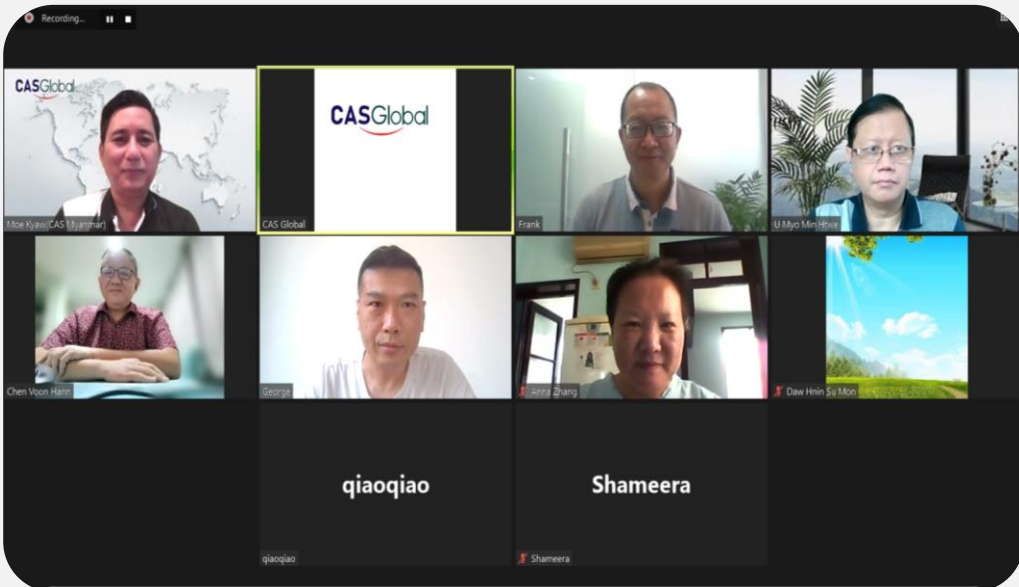 Recording...
CASGlobal
Moe Kyaw(CAS Myanmar)
CASGlobal
CAS Global
Frank
U Myo Min Htwe
Chen Voon Hann
George
Anna Zhang
Daw Hnin Su Mon
qiaoqiao
qiaoqiao
Shameera
Shameera